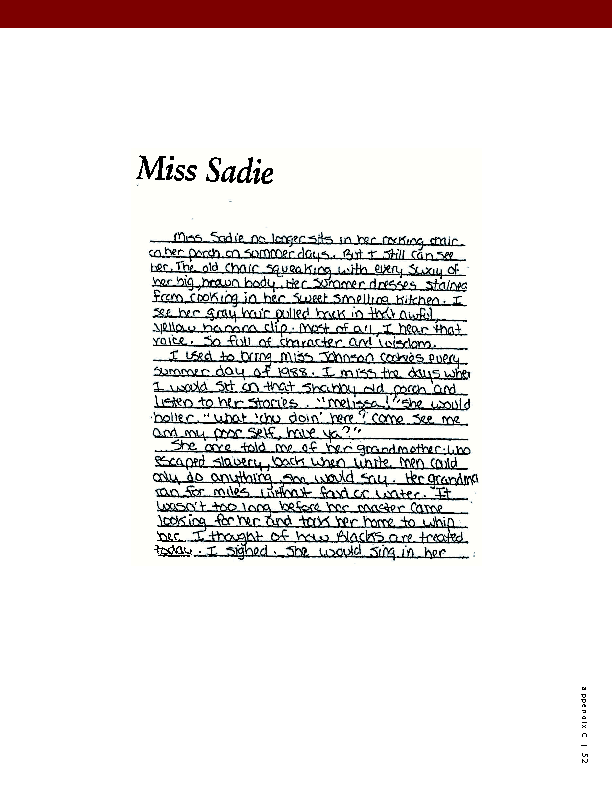 Miss Sadie
Miss Sadie no longer sits in her rocking chair
on her porch on summer days. But I still can see
her. The old chair squeaking with every sway of
her big, brown body. Her summer dresses stained
from cooking in her sweet smelling kitchen. I
see her gray hair pulled back in that awful,
yellow banana clip. Most of all, I hear that
voice. So full of character and wisdom.
I used to bring Miss Johnson cookies every
summer day of 1988. I miss the days when
I would sit on that shabby old porch and
listen to her stories. "Melissa!" she would
holler. "What 'chu doin' here? Come see me
and my poor self, have ya?"
She once told me of her grandmother who
escaped slavery, back when white men could
only do anything, she would say. Her grandma
ran for miles without food or water. It
wasn't too long before her master came
looking for her and took her home to whip
her. I thought of how Blacks are treated
today. I sighed. She would sing in her
appendix C | 52